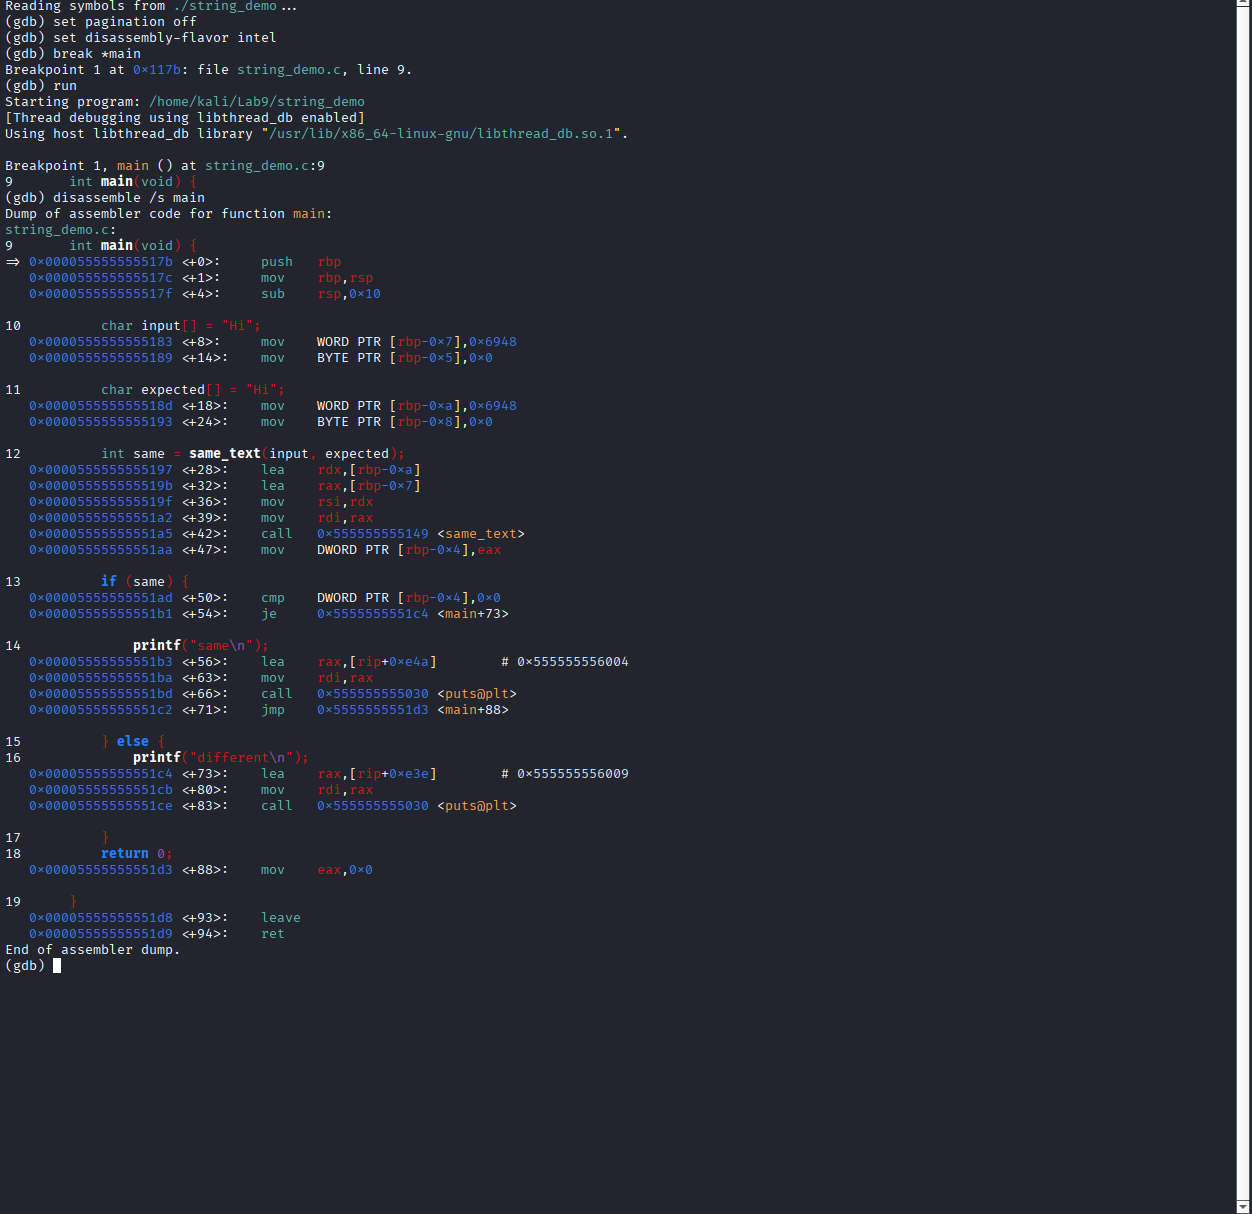 Reading symbols from ./string_demo...
(gdb) set pagination off
(gdb) set disassembly-flavor intel
(gdb) break *main
Breakpoint 1 at 0x117b: file string_demo.c, line 9.
(gdb) run
Starting program: /home/kali/Lab9/string_demo
[Thread debugging using libthread_db enabled]
Using host libthread_db library "/usr/lib/x86_64-linux-gnu/libthread_db.so.1".

Breakpoint 1, main () at string_demo.c:9
9       int main(void) {
(gdb) disassemble /s main
Dump of assembler code for function main:
string_demo.c:
9       int main(void) {
=> 0x000055555555517b <+0>:     push   rbp
   0x000055555555517c <+1>:     mov    rbp,rsp
   0x000055555555517f <+4>:     sub    rsp,0x10

10          char input[] = "Hi";
   0x0000555555555183 <+8>:     mov    WORD PTR [rbp-0x7],0x6948
   0x0000555555555189 <+14>:    mov    BYTE PTR [rbp-0x5],0x0

11          char expected[] = "Hi";
   0x000055555555518d <+18>:    mov    WORD PTR [rbp-0xa],0x6948
   0x0000555555555193 <+24>:    mov    BYTE PTR [rbp-0x8],0x0

12          int same = same_text(input, expected);
   0x0000555555555197 <+28>:    lea    rdx,[rbp-0xa]
   0x000055555555519b <+32>:    lea    rax,[rbp-0x7]
   0x000055555555519f <+36>:    mov    rsi,rdx
   0x00005555555551a2 <+39>:    mov    rdi,rax
   0x00005555555551a5 <+42>:    call   0x555555555149 <same_text>
   0x00005555555551aa <+47>:    mov    DWORD PTR [rbp-0x4],eax

13          if (same) {
   0x00005555555551ad <+50>:    cmp    DWORD PTR [rbp-0x4],0x0
   0x00005555555551b1 <+54>:    je     0x5555555551c4 <main+73>

14              printf("same\n");
   0x00005555555551b3 <+56>:    lea    rax,[rip+0xe4a]        # 0x555555556004
   0x00005555555551ba <+63>:    mov    rdi,rax
   0x00005555555551bd <+66>:    call   0x555555555030 <puts@plt>
   0x00005555555551c2 <+71>:    jmp    0x5555555551d3 <main+88>

15          } else {
16              printf("different\n");
   0x00005555555551c4 <+73>:    lea    rax,[rip+0xe3e]        # 0x555555556009
   0x00005555555551cb <+80>:    mov    rdi,rax
   0x00005555555551ce <+83>:    call   0x555555555030 <puts@plt>

17          }
18          return 0;
   0x00005555555551d3 <+88>:    mov    eax,0x0

19      }
   0x00005555555551d8 <+93>:    leave
   0x00005555555551d9 <+94>:    ret
End of assembler dump.
(gdb)